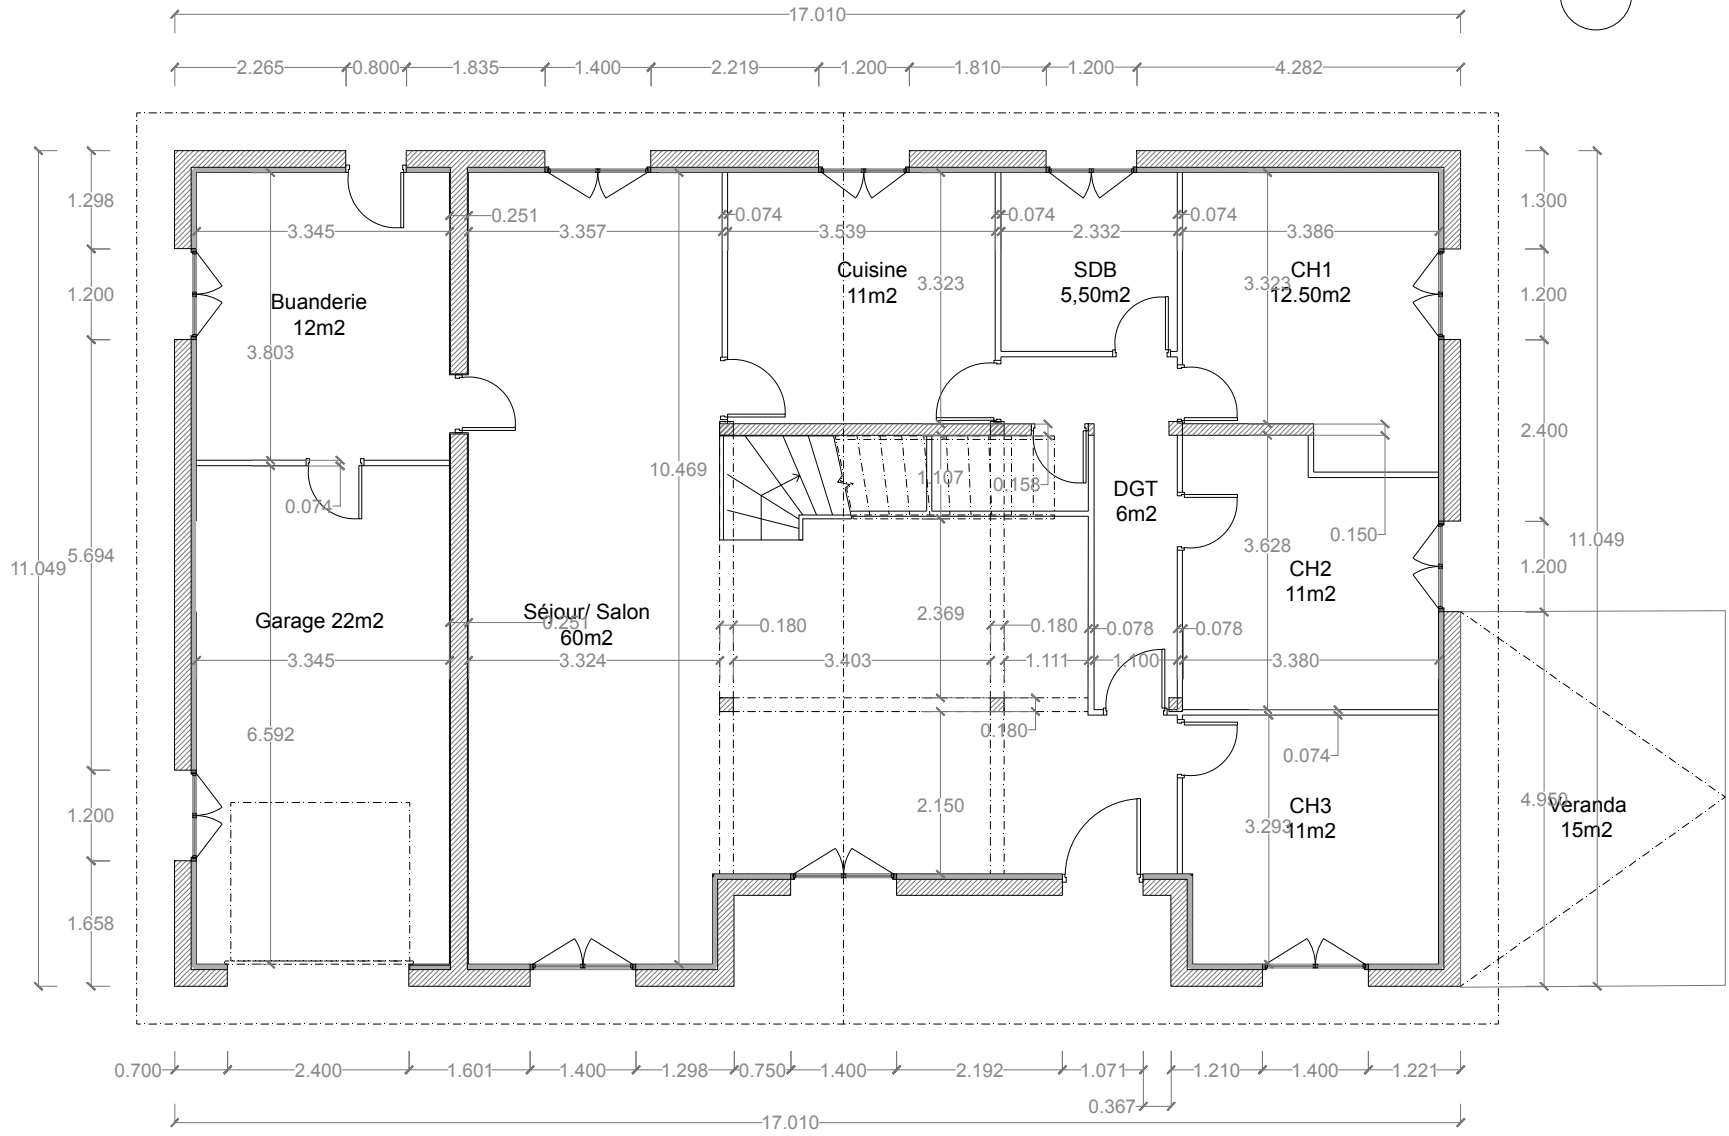 17.010
2.265 0.800 1.835 1.400 2.219 1.200 1.810 1.200 4.282
1.298 1.300
0.251 0.074 0.074 0.074
3.345 3.357 3.539 2.332 3.386
Cuisine SDB CH1
11m2 3.323 5,50m2 3.323 12.50m2
1.200 Buanderie 1.200
12m2
3.803
2.400
10.469 1.107 0.158 DGT
0.074 6m2
11.049 5.694 3.628 0.150 11.049
CH2 1.200
11m2
Garage 22m2 Séjour/ Salon 2.369
0.251 60m2 0.180 0.180 0.078 0.078
3.345 3.324 3.403 1.111 1.100 3.380
6.592 0.180
0.074
1.200 2.150 CH3 4.950 Veranda
3.293 11m2 15m2
1.658
0.700 2.400 1.601 1.400 1.298 0.750 1.400 2.192 1.071 1.210 1.400 1.221
0.367
17.010